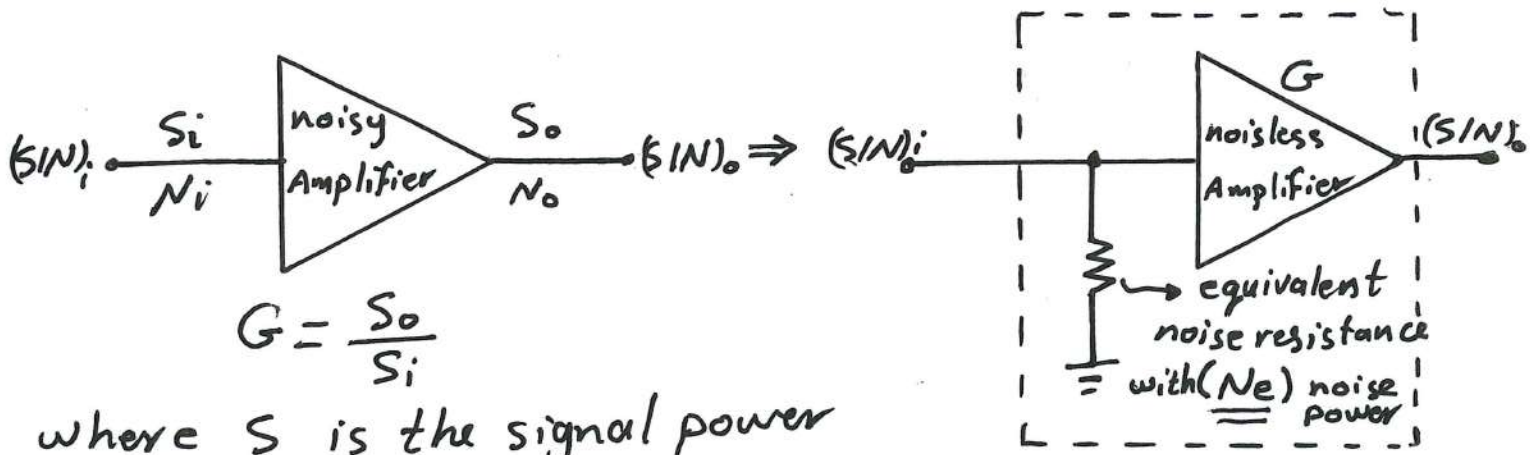 (S/N)i Si Ni noisy Amplifier So No (S/N)o ⇒ (S/N)i G noisless Amplifier (S/N)o
G = So / Si
equivalent
noise resistance
with (Ne) noise
power
where S is the signal power